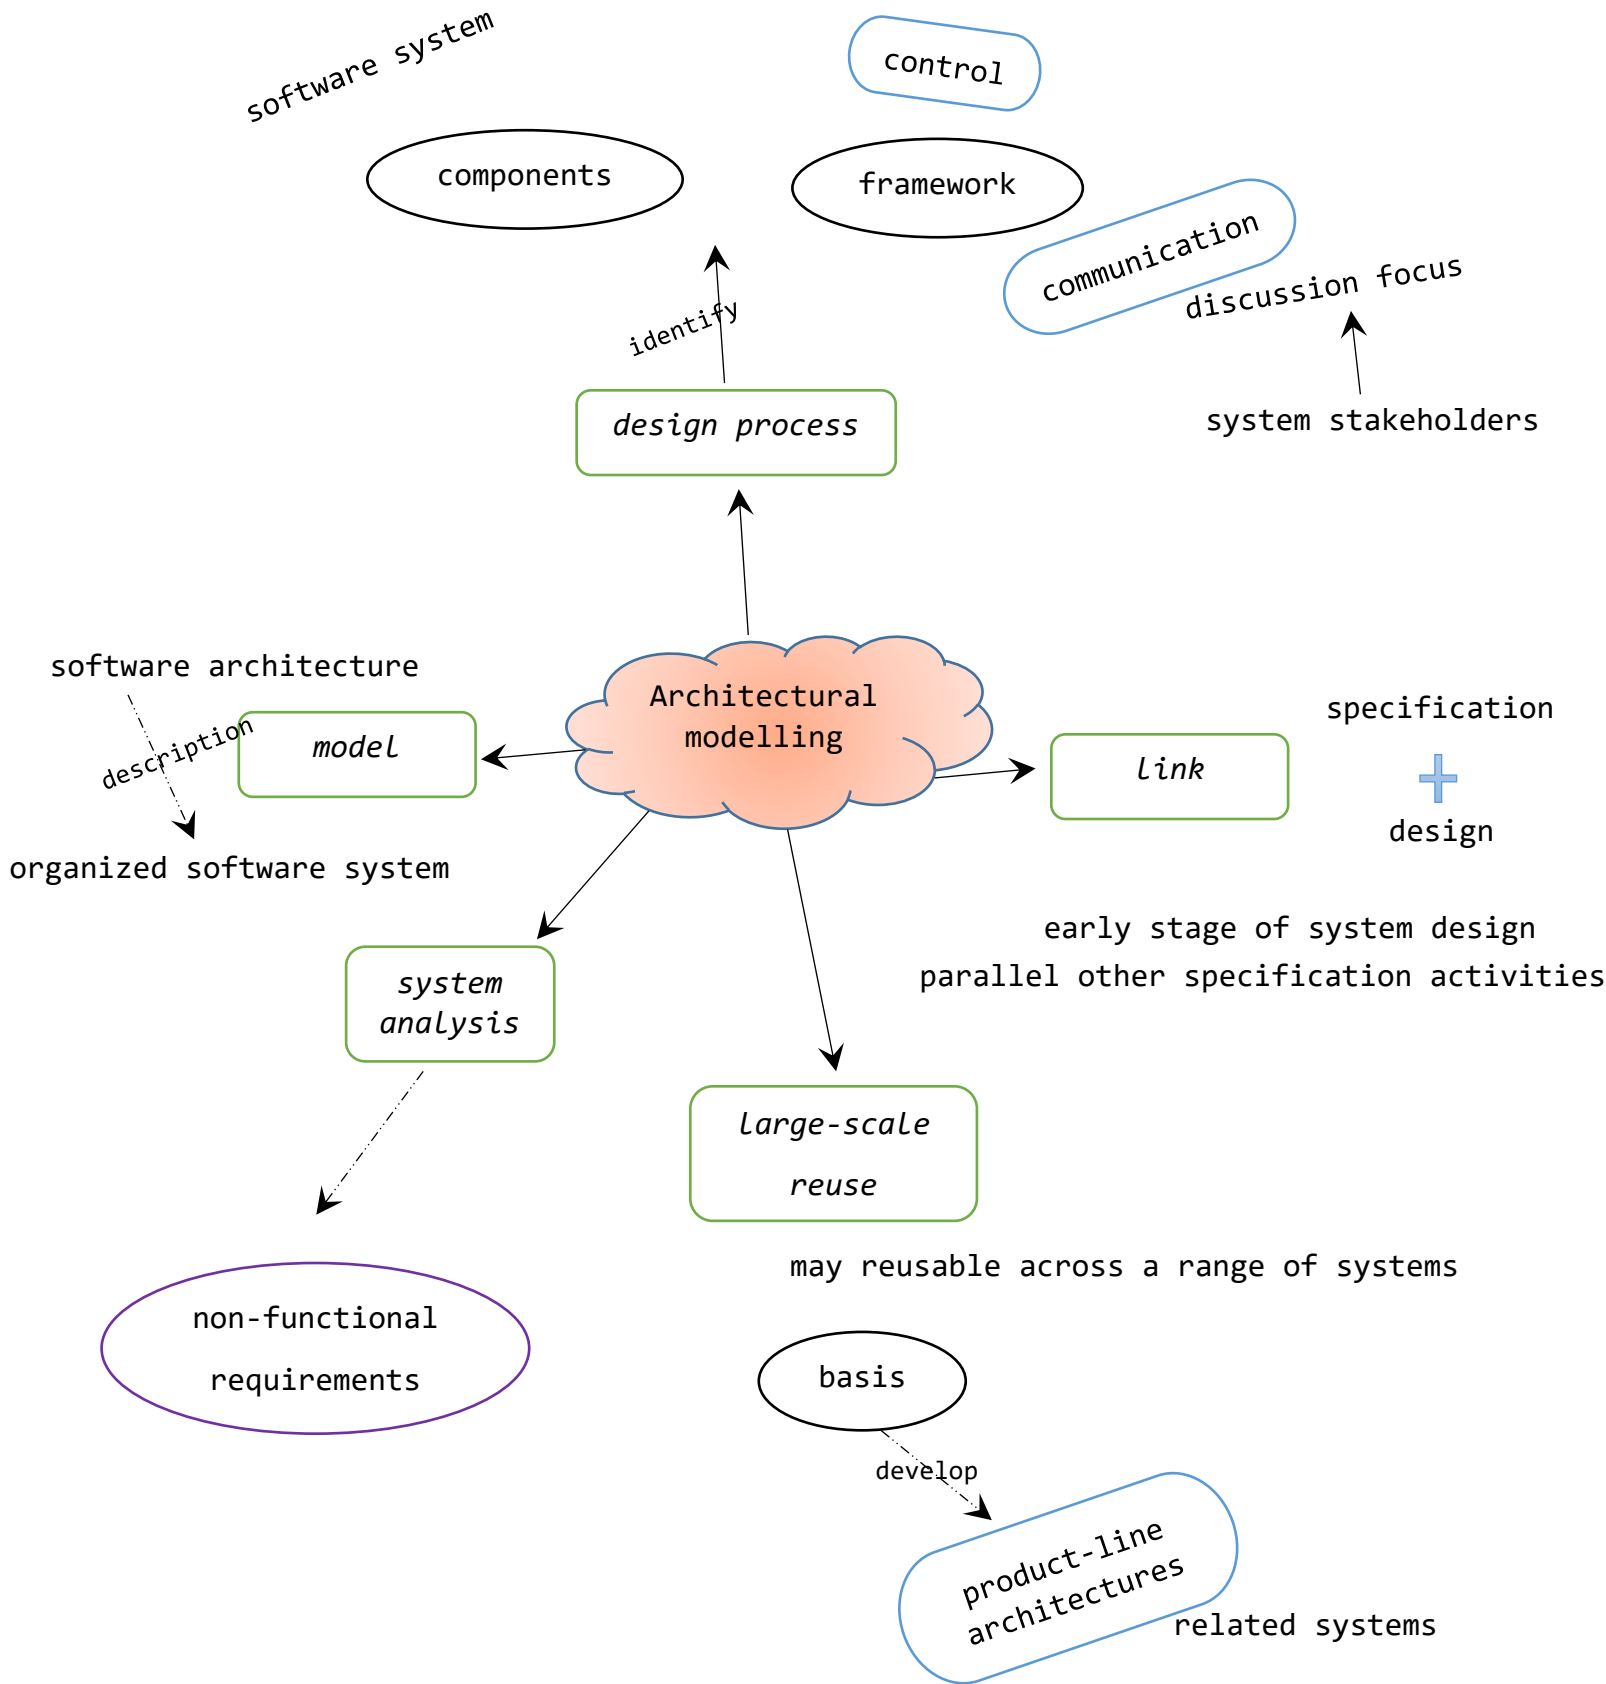 software system
control
components
framework
communication
discussion focus
identify
system stakeholders
design process
software architecture
Architectural
modelling
description
model
link
specification
design
organized software system
early stage of system design
parallel other specification activities
system
analysis
large-scale
reuse
may reusable across a range of systems
non-functional
requirements
basis
develop
product-line
architectures
related systems